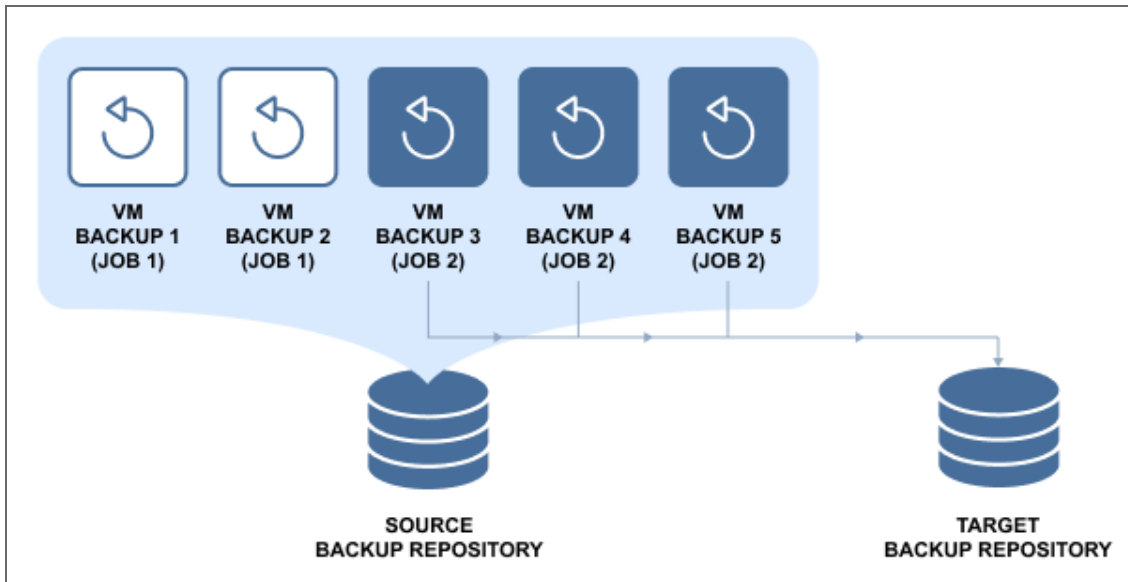 VM
BACKUP 1
(JOB 1)
VM
BACKUP 2
(JOB 1)
VM
BACKUP 3
(JOB 2)
VM
BACKUP 4
(JOB 2)
VM
BACKUP 5
(JOB 2)
SOURCE
BACKUP REPOSITORY
TARGET
BACKUP REPOSITORY